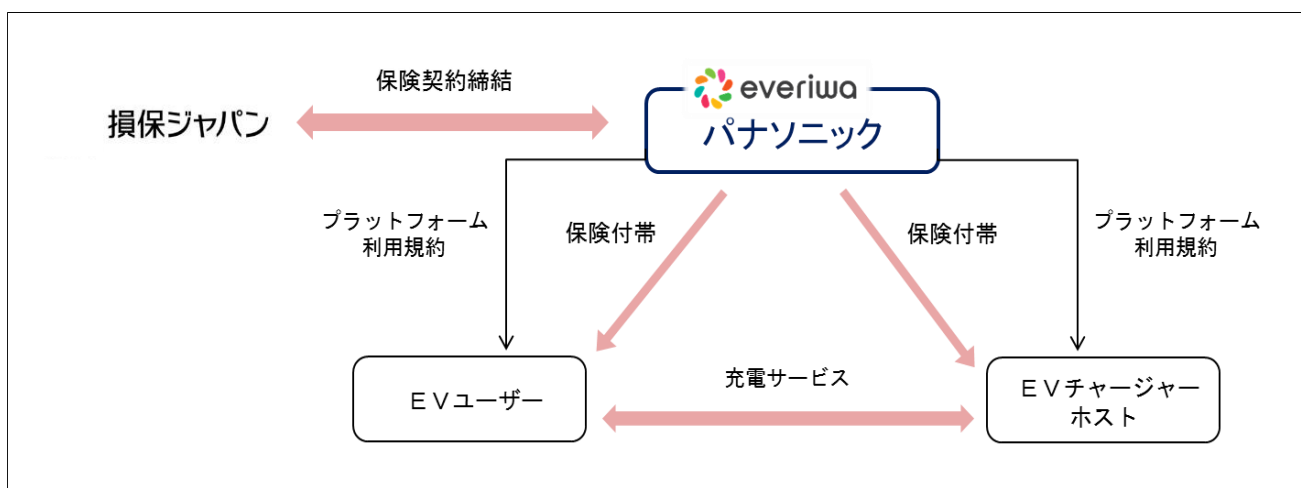 保険契約締結
everiwa
損保ジャパン
パナソニック
プラットフォーム
利用規約
保険付帯
保険付帯
プラットフォーム
利用規約
充電サービス
ＥＶユーザー
ＥＶチャージャー
ホスト